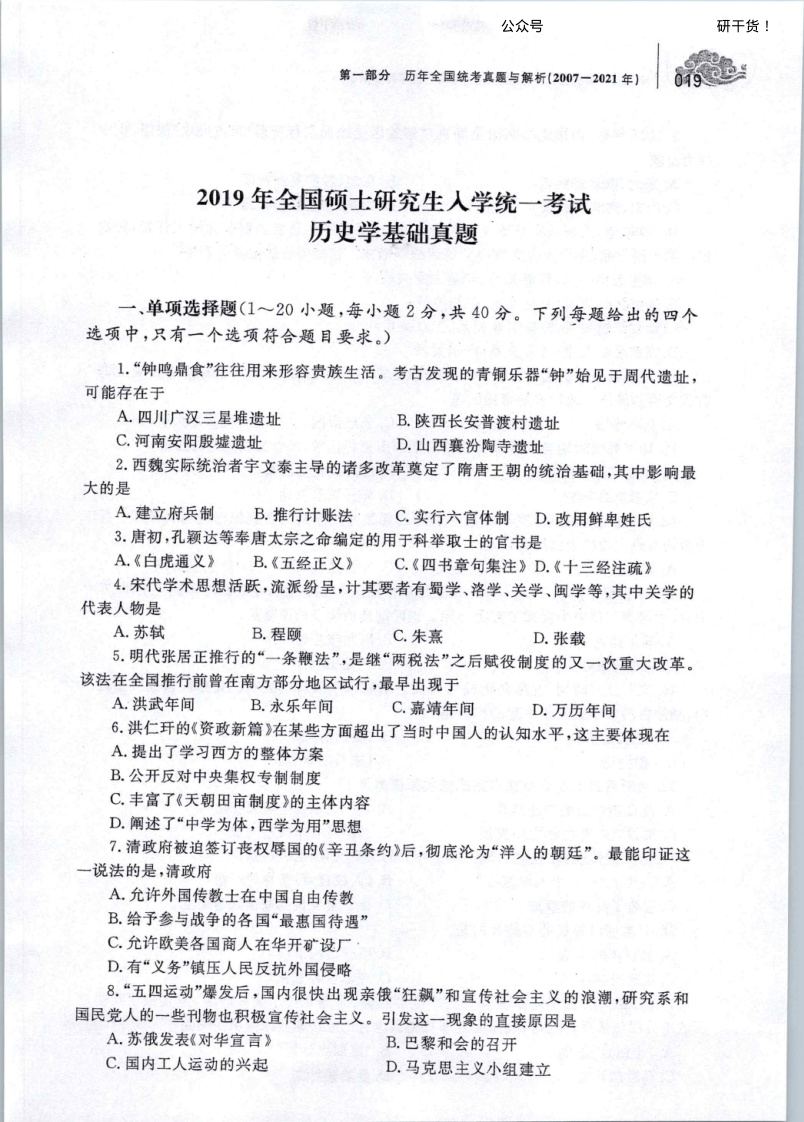 公众号 研干货！
第一部分 历年全国统考真题与解析(2007－2021年) 019
2019年全国硕士研究生入学统一考试
历史学基础真题
一、单项选择题(1～20小题,每小题2分,共40分。下列每题给出的四个
选项中,只有一个选项符合题目要求。)
1.“钟鸣鼎食”往往用来形容贵族生活。考古发现的青铜乐器“钟”始见于周代遗址,
可能存在于
A.四川广汉三星堆遗址 B.陕西长安普渡村遗址
C.河南安阳殷墟遗址 D.山西襄汾陶寺遗址
2.西魏实际统治者宇文泰主导的诸多改革奠定了隋唐王朝的统治基础,其中影响最
大的是
A.建立府兵制 B.推行计账法 C.实行六官体制 D.改用鲜卑姓氏
3.唐初,孔颖达等奉唐太宗之命编定的用于科举取士的官书是
A.《白虎通义》 B.《五经正义》 C.《四书章句集注》 D.《十三经注疏》
4.宋代学术思想活跃,流派纷呈,计其要者有蜀学、洛学、关学、闽学等,其中关学的
代表人物是
A.苏轼 B.程颐 C.朱熹 D.张载
5.明代张居正推行的“一条鞭法”,是继“两税法”之后赋役制度的又一次重大改革。
该法在全国推行前曾在南方部分地区试行,最早出现于
A.洪武年间 B.永乐年间 C.嘉靖年间 D.万历年间
6.洪仁玕的《资政新篇》在某些方面超出了当时中国人的认知水平,这主要体现在
A.提出了学习西方的整体方案
B.公开反对中央集权专制制度
C.丰富了《天朝田亩制度》的主体内容
D.阐述了“中学为体,西学为用”思想
7.清政府被迫签订丧权辱国的《辛丑条约》后,彻底沦为“洋人的朝廷”。最能印证这
一说法的是,清政府
A.允许外国传教士在中国自由传教
B.给予参与战争的各国“最惠国待遇”
C.允许欧美各国商人在华开矿设厂
D.有“义务”镇压人民反抗外国侵略
8.“五四运动”爆发后,国内很快出现亲俄“狂飙”和宣传社会主义的浪潮,研究系和
国民党人的一些刊物也积极宣传社会主义。引发这一现象的直接原因是
A.苏俄发表《对华宣言》 B.巴黎和会的召开
C.国内工人运动的兴起 D.马克思主义小组建立